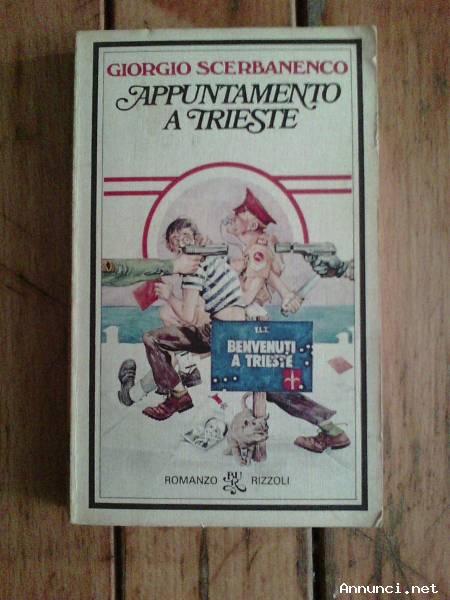 GIORGIO SCERBANENCO
APPUNTAMENTO
A TRIESTE
T.L.T.
BENVENUTI
A TRIESTE
ROMANZO BUR RIZZOLI
Annunci.net